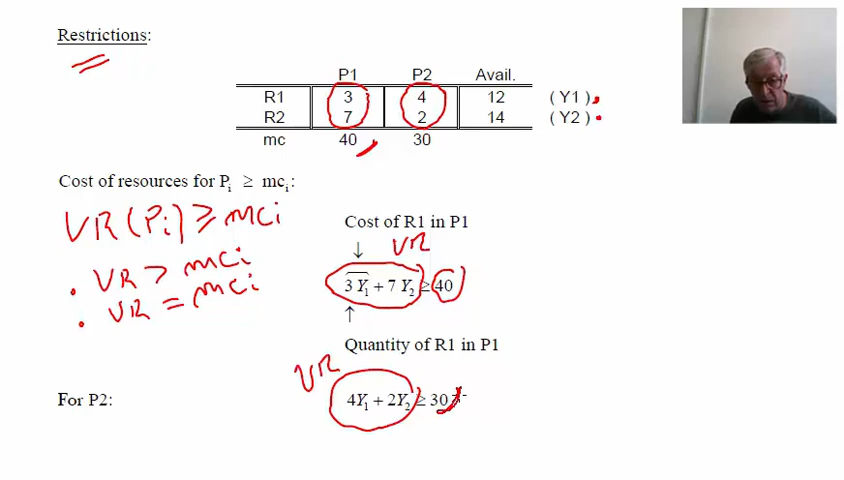 Restrictions:
P1 P2 Avail.
R1 3 4 12 ( Y1 )
R2 7 2 14 ( Y2 )
mc 40 30
Cost of resources for Pi ≥ mci:
VR (Pi) ≥ mci
Cost of R1 in P1
VR
. VR > mci
↓
3Y1 + 7 Y2 ≥ 40
. VR = mci
↑
Quantity of R1 in P1
VR
For P2: 4Y1 + 2Y2 ≥ 30